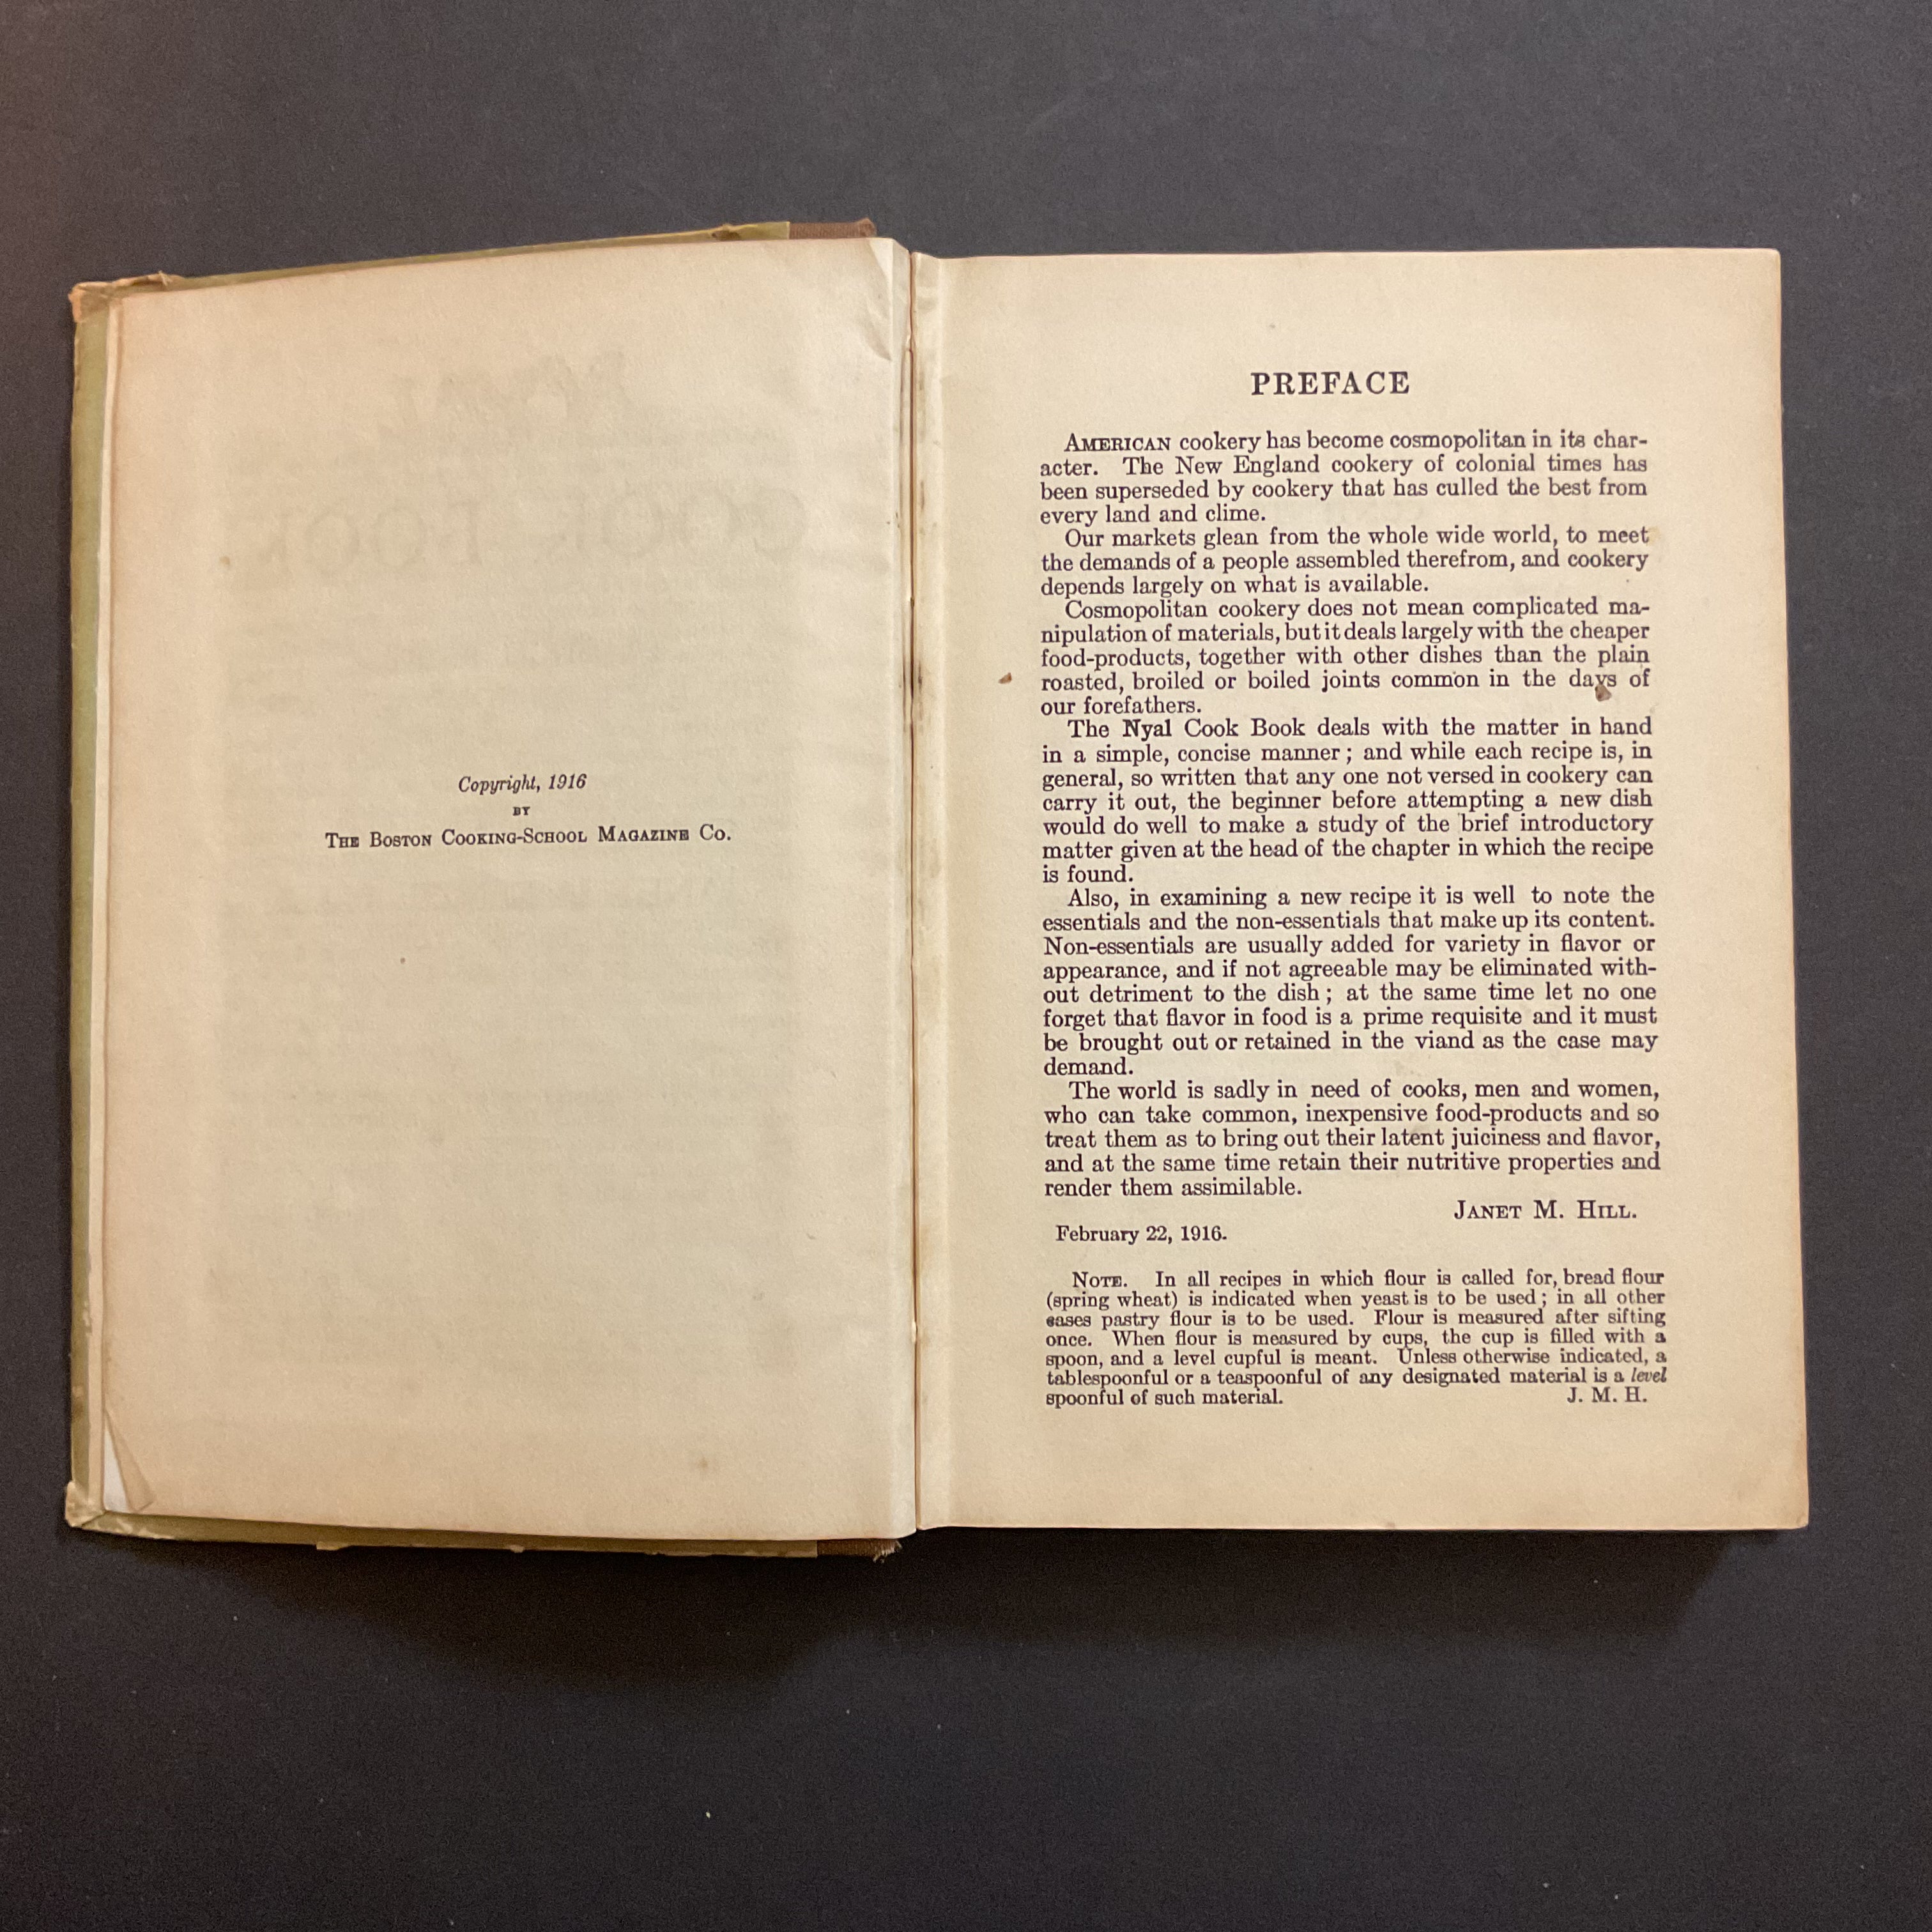 Copyright, 1916
BY
THE BOSTON COOKING-SCHOOL MAGAZINE CO.
PREFACE
AMERICAN cookery has become cosmopolitan in its char-
acter. The New England cookery of colonial times has
been superseded by cookery that has culled the best from
every land and clime.
Our markets glean from the whole wide world, to meet
the demands of a people assembled therefrom, and cookery
depends largely on what is available.
Cosmopolitan cookery does not mean complicated ma-
nipulation of materials, but it deals largely with the cheaper
food-products, together with other dishes than the plain
roasted, broiled or boiled joints common in the days of
our forefathers.
The Nyal Cook Book deals with the matter in hand
in a simple, concise manner; and while each recipe is, in
general, so written that any one not versed in cookery can
carry it out, the beginner before attempting a new dish
would do well to make a study of the brief introductory
matter given at the head of the chapter in which the recipe
is found.
Also, in examining a new recipe it is well to note the
essentials and the non-essentials that make up its content.
Non-essentials are usually added for variety in flavor or
appearance, and if not agreeable may be eliminated with-
out detriment to the dish; at the same time let no one
forget that flavor in food is a prime requisite and it must
be brought out or retained in the viand as the case may
demand.
The world is sadly in need of cooks, men and women,
who can take common, inexpensive food-products and so
treat them as to bring out their latent juiciness and flavor,
and at the same time retain their nutritive properties and
render them assimilable.
JANET M. HILL.
February 22, 1916.
NOTE. In all recipes in which flour is called for, bread flour
(spring wheat) is indicated when yeast is to be used; in all other
cases pastry flour is to be used. Flour is measured after sifting
once. When flour is measured by cups, the cup is filled with a
spoon, and a level cupful is meant. Unless otherwise indicated, a
tablespoonful or a teaspoonful of any designated material is a level
spoonful of such material. J. M. H.